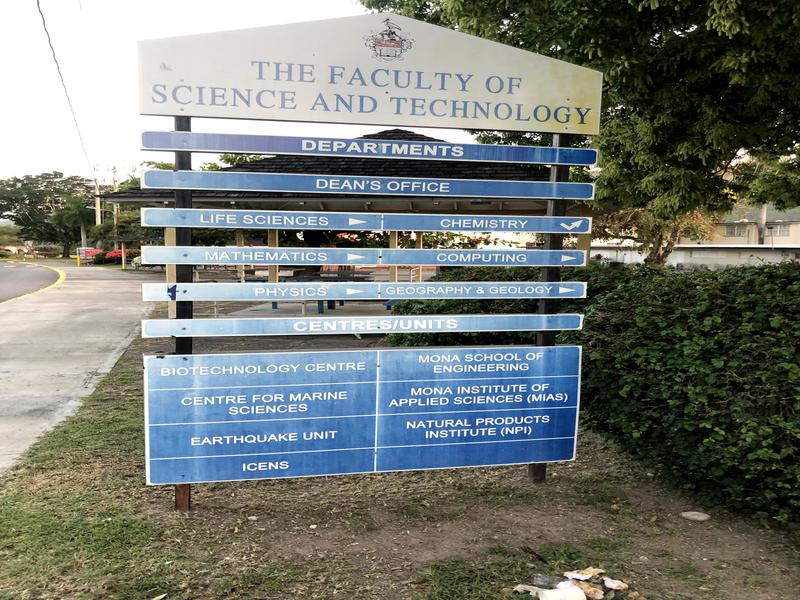 THE FACULTY OF
SCIENCE AND TECHNOLOGY
DEPARTMENTS
DEAN'S OFFICE
LIFE SCIENCES
CHEMISTRY
MATHEMATICS
COMPUTING
PHYSICS
GEOGRAPHY & GEOLOGY
CENTRES/UNITS
BIOTECHNOLOGY CENTRE
CENTRE FOR MARINE
SCIENCES
EARTHQUAKE UNIT
ICENS
MONA SCHOOL OF
ENGINEERING
MONA INSTITUTE OF
APPLIED SCIENCES (MIAS)
NATURAL PRODUCTS
INSTITUTE (NPI)